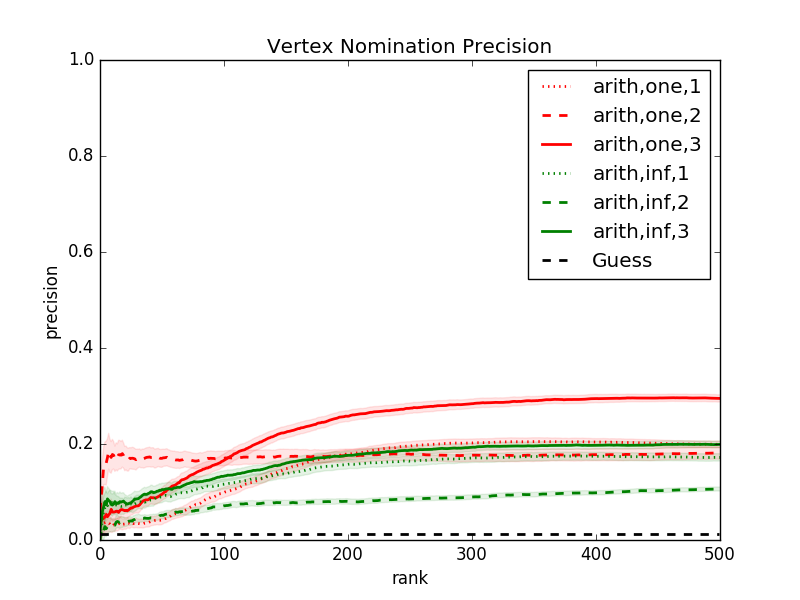 Vertex Nomination Precision
1.0
0.8
0.6
0.4
0.2
0.0
precision
arith,one,1
arith,one,2
arith,one,3
arith,inf,1
arith,inf,2
arith,inf,3
Guess
0 100 200 300 400 500
rank